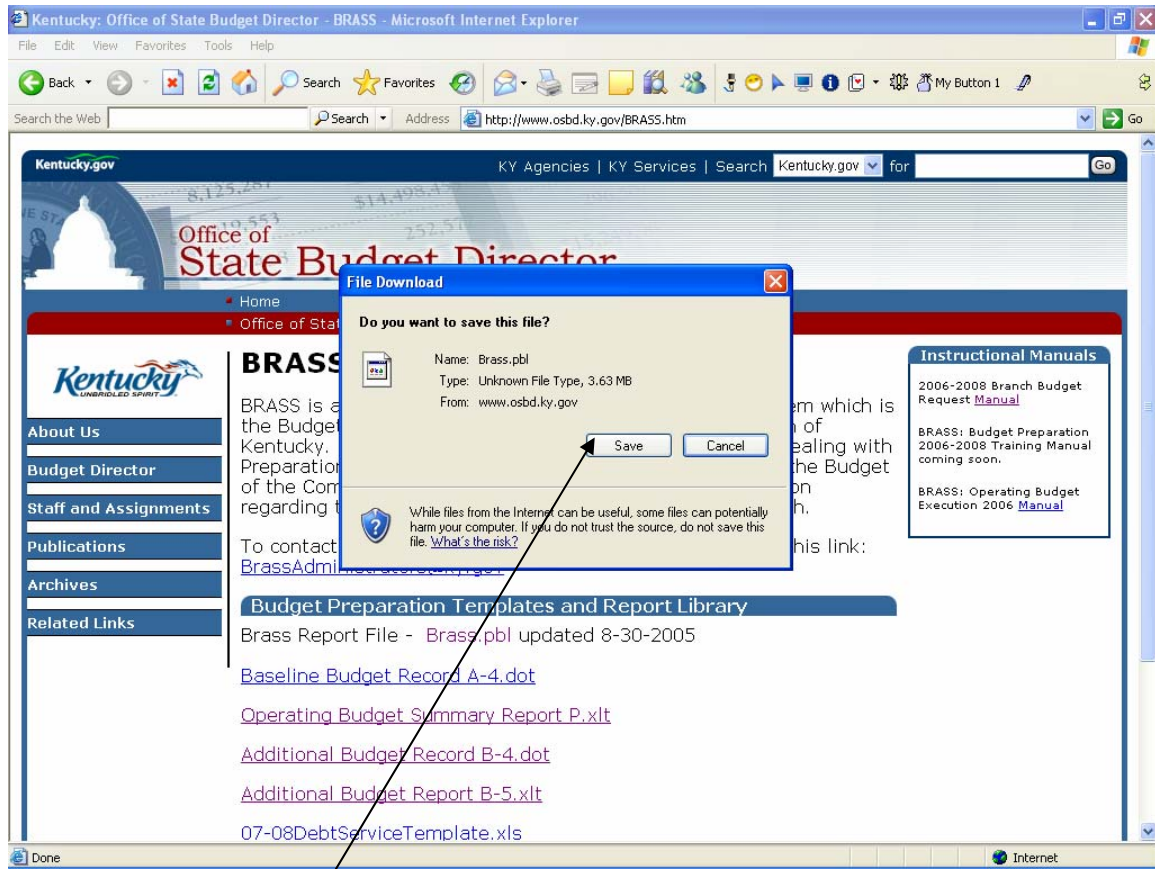 Kentucky: Office of State Budget Director - BRASS - Microsoft Internet Explorer
File Edit View Favorites Tools Help
Back Search Favorites My Button 1
Search the Web Search Address http://www.osbd.ky.gov/BRASS.htm Go
Kentucky.gov KY Agencies | KY Services | Search Kentucky.gov for Go
8,125,287 $14,498,45
252,57
Office of
State Budget Director
Home
Office of Stat
File Download
Do you want to save this file?
Name: Brass.pbl
Type: Unknown File Type, 3.63 MB
From: www.osbd.ky.gov
Save Cancel
While files from the Internet can be useful, some files can potentially
harm your computer. If you do not trust the source, do not save this
file. What's the risk?
Kentucky
UNBRIDLED SPIRIT
About Us
Budget Director
Staff and Assignments
Publications
Archives
Related Links
BRASS
BRASS is a em which is
the Budget of
Kentucky. ealing with
Preparation the Budget
of the Com on
regarding t h.
To contact his link:
Budget Preparation Templates and Report Library
Brass Report File - Brass.pbl updated 8-30-2005
Baseline Budget Record A-4.dot
Operating Budget Summary Report P.xlt
Additional Budget Record B-4.dot
Additional Budget Report B-5.xlt
07-08DebtServiceTemplate.xls
Instructional Manuals
2006-2008 Branch Budget
Request Manual
BRASS: Budget Preparation
2006-2008 Training Manual
coming soon.
BRASS: Operating Budget
Execution 2006 Manual
Done Internet